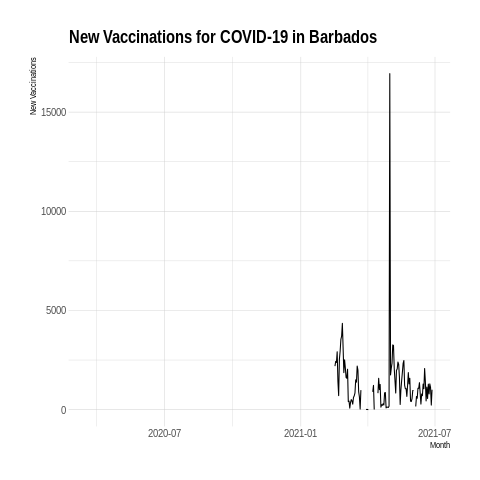 New Vaccinations for COVID-19 in Barbados
New Vaccinations
15000
10000
5000
0
2020-07
2021-01
2021-07
Month